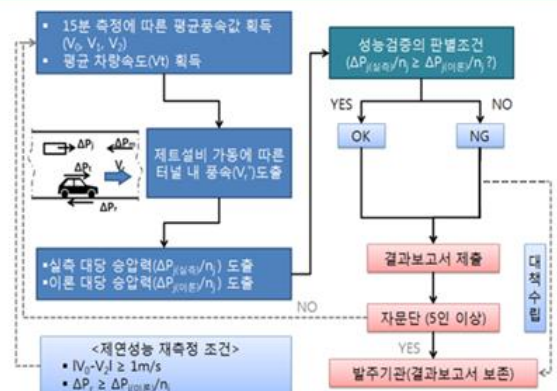 ▪ 15분 측정에 따른 평균풍속값 획득
(V₀, V₁, V₂)
▪ 평균 차량속도(Vt) 획득
ΔPⱼ
ΔPₘ
ΔPₜ
Vᵣ
ΔPᵣ
제트설비 가동에 따른
터널 내 풍속(Vᵣ')도출
▪실측 대당 승압력(ΔPⱼ(실측)/nⱼ) 도출
▪이론 대당 승압력(ΔPⱼ(이론)/nⱼ) 도출
<제연성능 재측정 조건>
▪ IV₀-V₂I ≥ 1m/s
▪ ΔPᵣ ≥ ΔPⱼ(이론)/nⱼ
성능검증의 판별조건
(ΔPⱼ(실측)/nⱼ ≥ ΔPⱼ(이론)/nⱼ ?)
YES
NO
OK
NG
결과보고서 제출
대책수립
NO
자문단 (5인 이상)
YES
발주기관(결과보고서 보존)